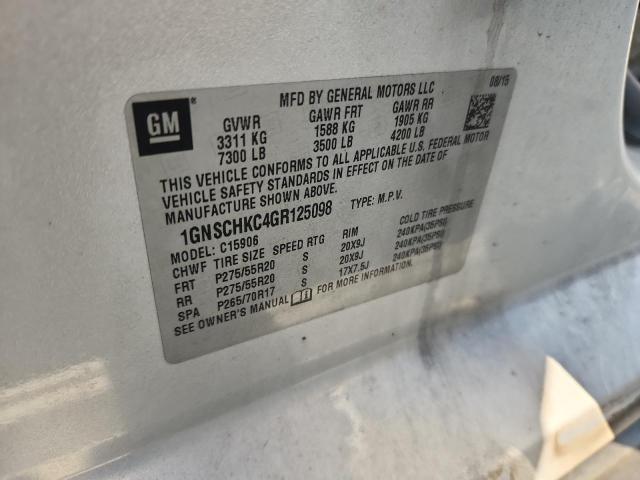 GM ®
MFD BY GENERAL MOTORS LLC
08/15
GVWR GAWR FRT GAWR RR
3311 KG 1588 KG 1905 KG
7300 LB 3500 LB 4200 LB
THIS VEHICLE CONFORMS TO ALL APPLICABLE U.S. FEDERAL MOTOR
VEHICLE SAFETY STANDARDS IN EFFECT ON THE DATE OF
MANUFACTURE SHOWN ABOVE.
1GNSCHKC4GR125098 TYPE: M.P.V.
MODEL: C15906
CHWF TIRE SIZE SPEED RTG RIM COLD TIRE PRESSURE
FRT P275/55R20 S 20X9J 240KPA(35PSI)
RR P275/55R20 S 20X9J 240KPA(35PSI)
SPA P265/70R17 S 17X7.5J 240KPA(35PSI)
SEE OWNER'S MANUAL FOR MORE INFORMATION.